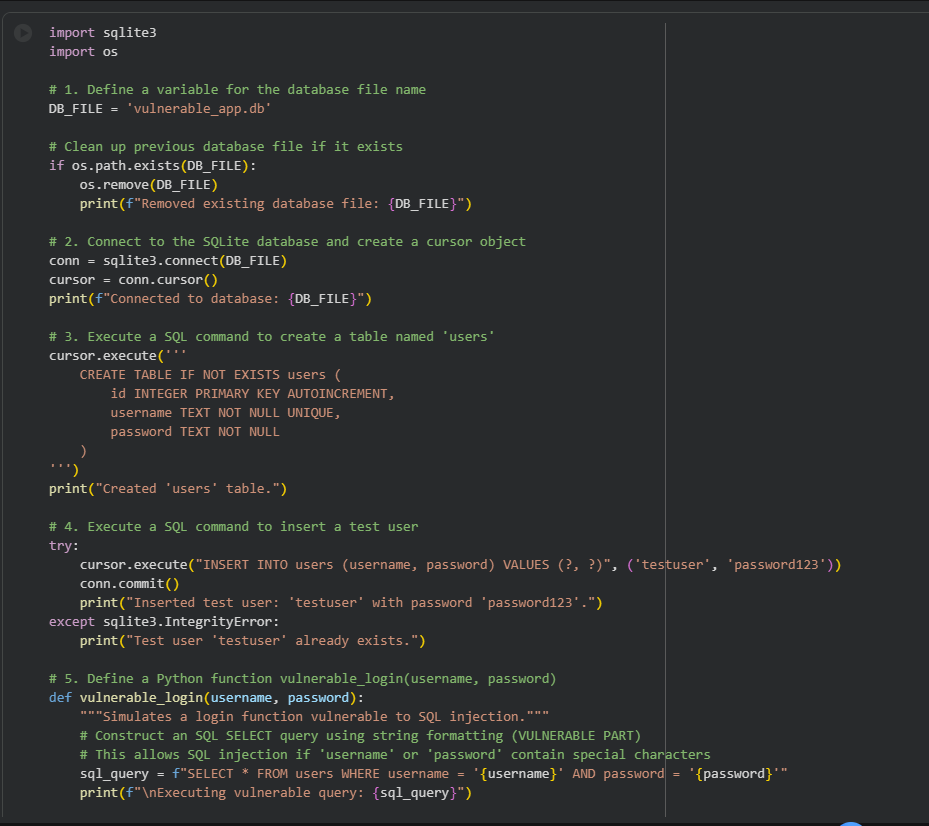 import sqlite3
import os

# 1. Define a variable for the database file name
DB_FILE = 'vulnerable_app.db'

# Clean up previous database file if it exists
if os.path.exists(DB_FILE):
    os.remove(DB_FILE)
    print(f"Removed existing database file: {DB_FILE}")

# 2. Connect to the SQLite database and create a cursor object
conn = sqlite3.connect(DB_FILE)
cursor = conn.cursor()
print(f"Connected to database: {DB_FILE}")

# 3. Execute a SQL command to create a table named 'users'
cursor.execute('''
    CREATE TABLE IF NOT EXISTS users (
        id INTEGER PRIMARY KEY AUTOINCREMENT,
        username TEXT NOT NULL UNIQUE,
        password TEXT NOT NULL
    )
''')
print("Created 'users' table.")

# 4. Execute a SQL command to insert a test user
try:
    cursor.execute("INSERT INTO users (username, password) VALUES (?, ?)", ('testuser', 'password123'))
    conn.commit()
    print("Inserted test user: 'testuser' with password 'password123'.")
except sqlite3.IntegrityError:
    print("Test user 'testuser' already exists.")

# 5. Define a Python function vulnerable_login(username, password)
def vulnerable_login(username, password):
    """Simulates a login function vulnerable to SQL injection."""
    # Construct an SQL SELECT query using string formatting (VULNERABLE PART)
    # This allows SQL injection if 'username' or 'password' contain special characters
    sql_query = f"SELECT * FROM users WHERE username = '{username}' AND password = '{password}'"
    print(f"\nExecuting vulnerable query: {sql_query}")